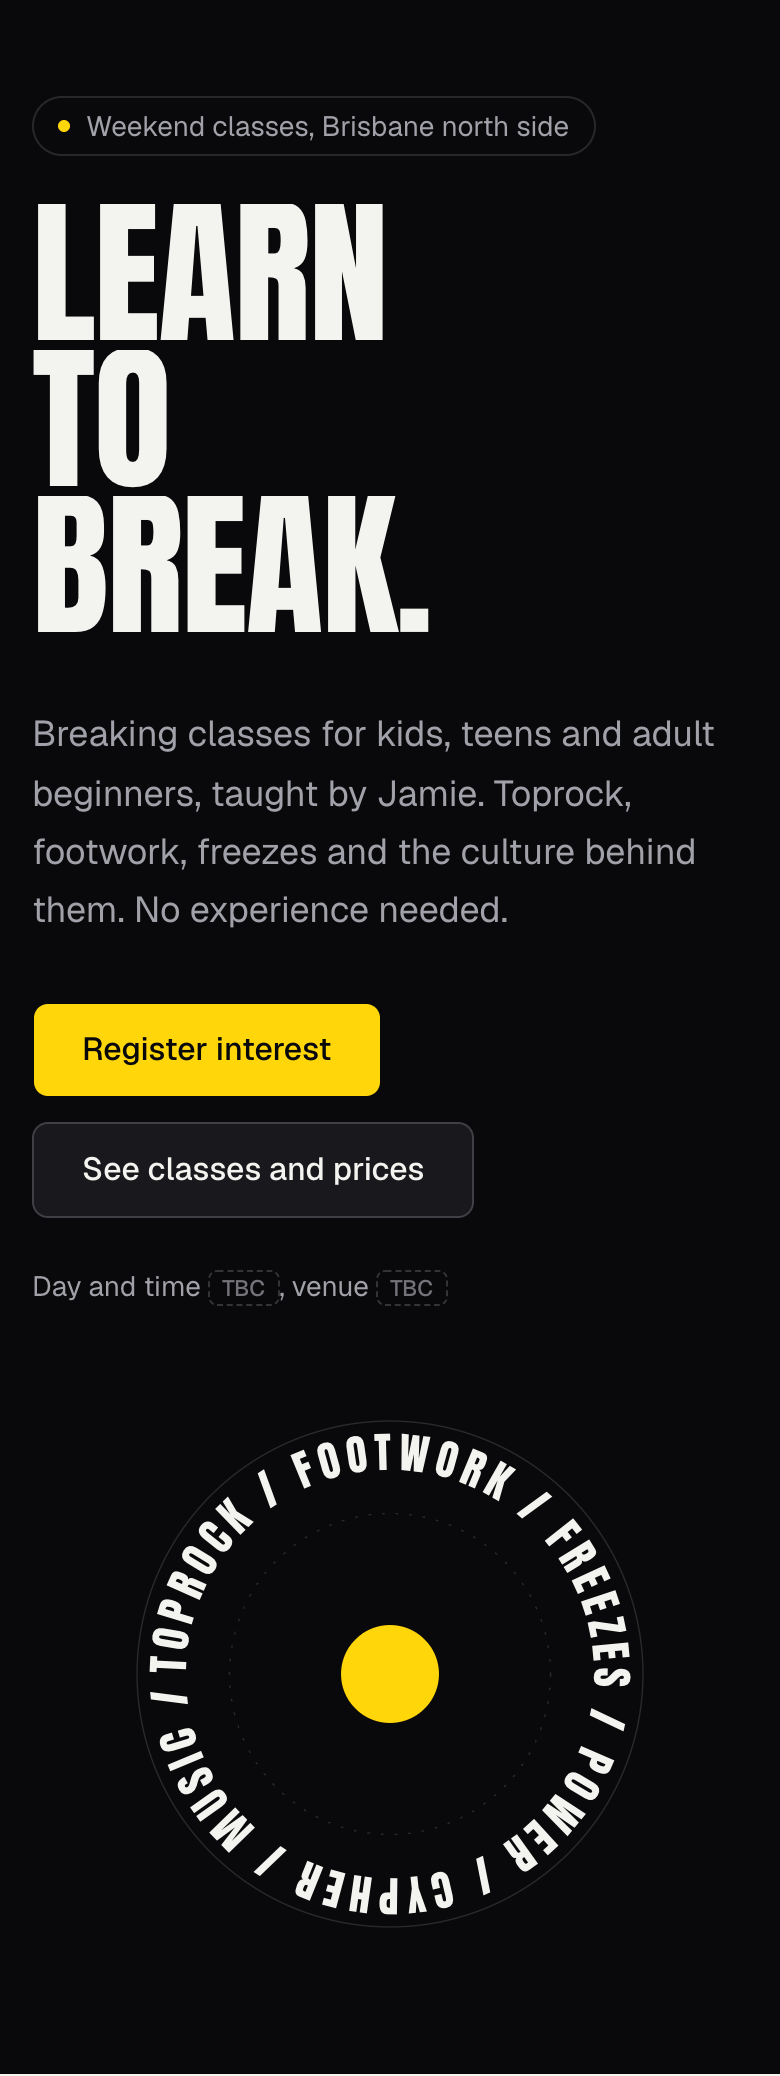 Weekend classes, Brisbane north side
LEARN
TO
BREAK.
Breaking classes for kids, teens and adult
beginners, taught by Jamie. Toprock,
footwork, freezes and the culture behind
them. No experience needed.
Register interest
See classes and prices
Day and time TBC, venue TBC
TOPROCK / FOOTWORK / FREEZES / POWER / CYPHER / MUSIC /